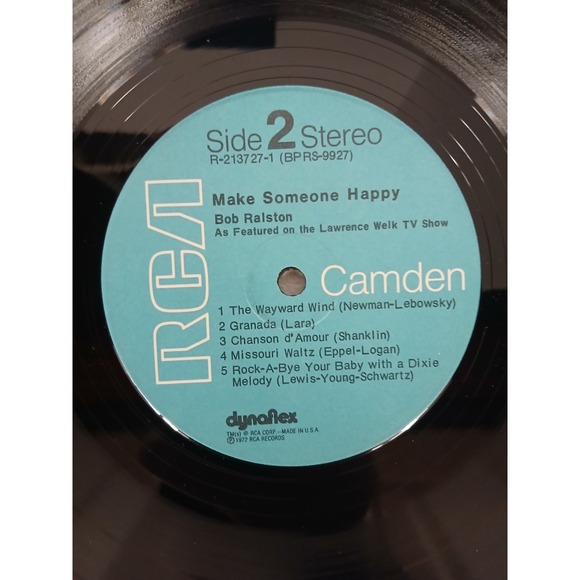 Side 2 Stereo
R-213727-1 (BPRS-9927)
Make Someone Happy
Bob Ralston
As Featured on the Lawrence Welk TV Show
RCA
Camden
1 The Wayward Wind (Newman-Lebowsky)
2 Granada (Lara)
3 Chanson d'Amour (Shanklin)
4 Missouri Waltz (Eppel-Logan)
5 Rock-A-Bye Your Baby with a Dixie
Melody (Lewis-Young-Schwartz)
dynaflex
TM(s) ® RCA CORP.-MADE IN U.S.A.
℗ 1972 RCA RECORDS